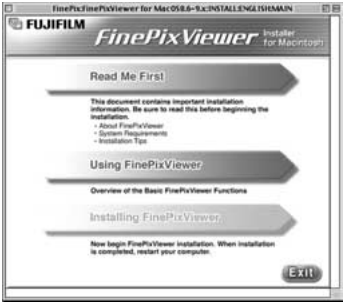 FinePix:FinePixViewer for MacOS8.6-9.x:INSTALL:ENGLISH:MAIN
FUJIFILM
FinePixViewer Installer
for Macintosh
Read Me First
This document contains important installation
information. Be sure to read this before beginning the
installation.
- About FinePixViewer
- System Requirements
- Installation Tips
Using FinePixViewer
Overview of the Basic FinePixViewer Functions
Installing FinePixViewer
Now begin FinePixViewer installation. When installation
is completed, restart your computer.
Exit